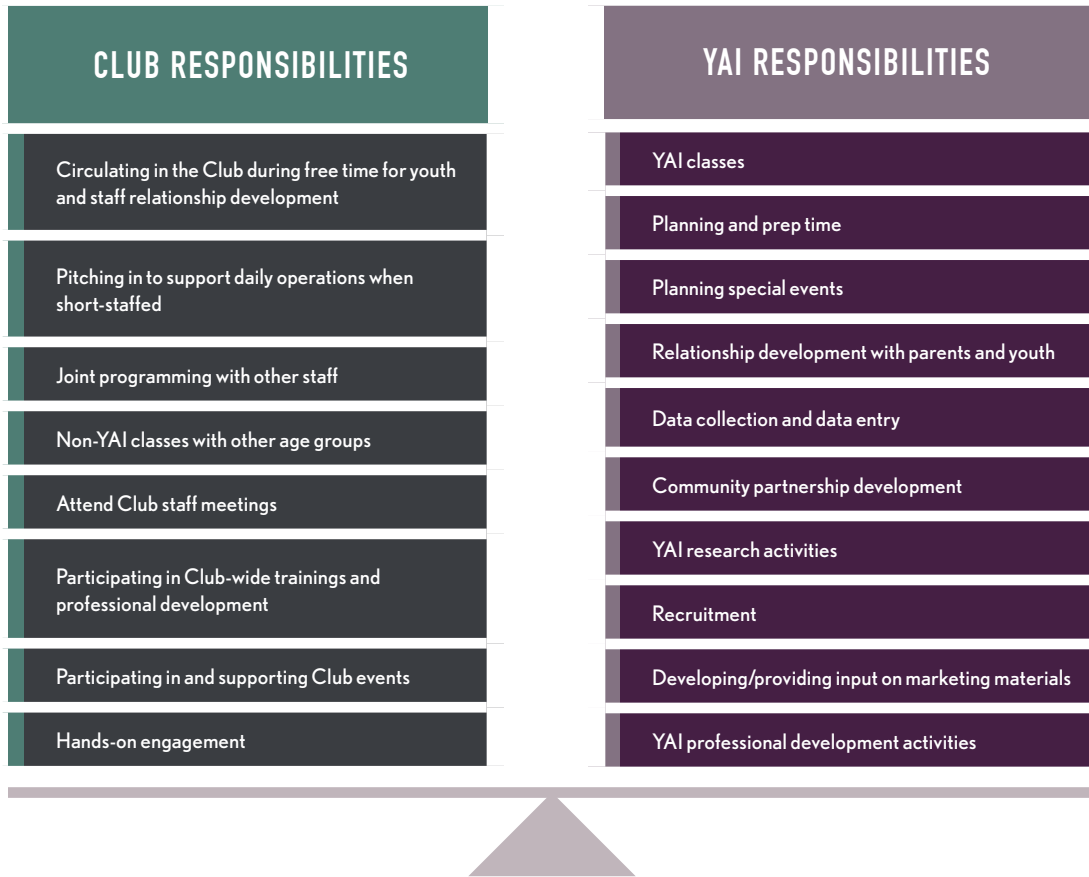 CLUB RESPONSIBILITIES
Circulating in the Club during free time for youth
and staff relationship development
Pitching in to support daily operations when
short-staffed
Joint programming with other staff
Non-YAI classes with other age groups
Attend Club staff meetings
Participating in Club-wide trainings and
professional development
Participating in and supporting Club events
Hands-on engagement
YAI RESPONSIBILITIES
YAI classes
Planning and prep time
Planning special events
Relationship development with parents and youth
Data collection and data entry
Community partnership development
YAI research activities
Recruitment
Developing/providing input on marketing materials
YAI professional development activities